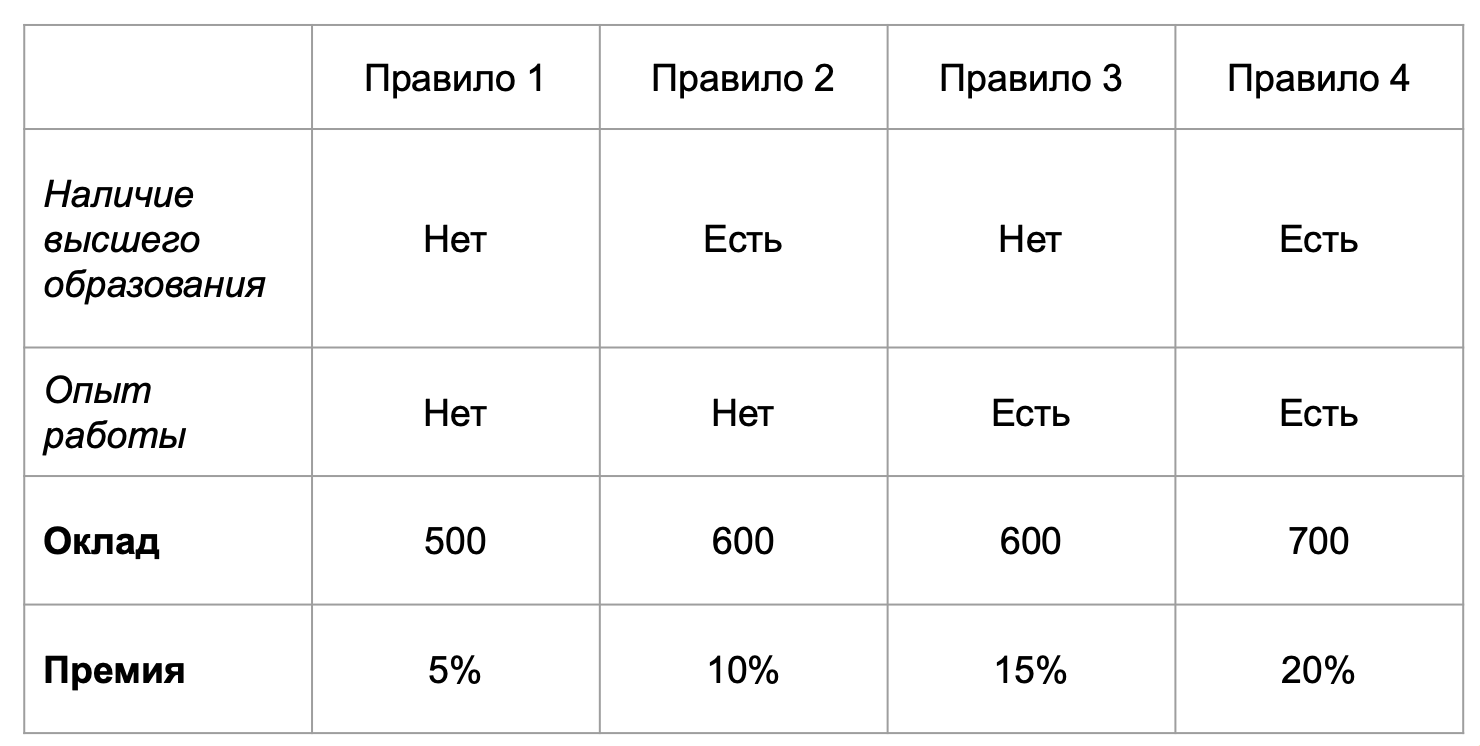 Правило 1 Правило 2 Правило 3 Правило 4
Наличие
высшего
образования
Нет Есть Нет Есть
Опыт
работы
Нет Нет Есть Есть
Оклад 500 600 600 700
Премия 5% 10% 15% 20%